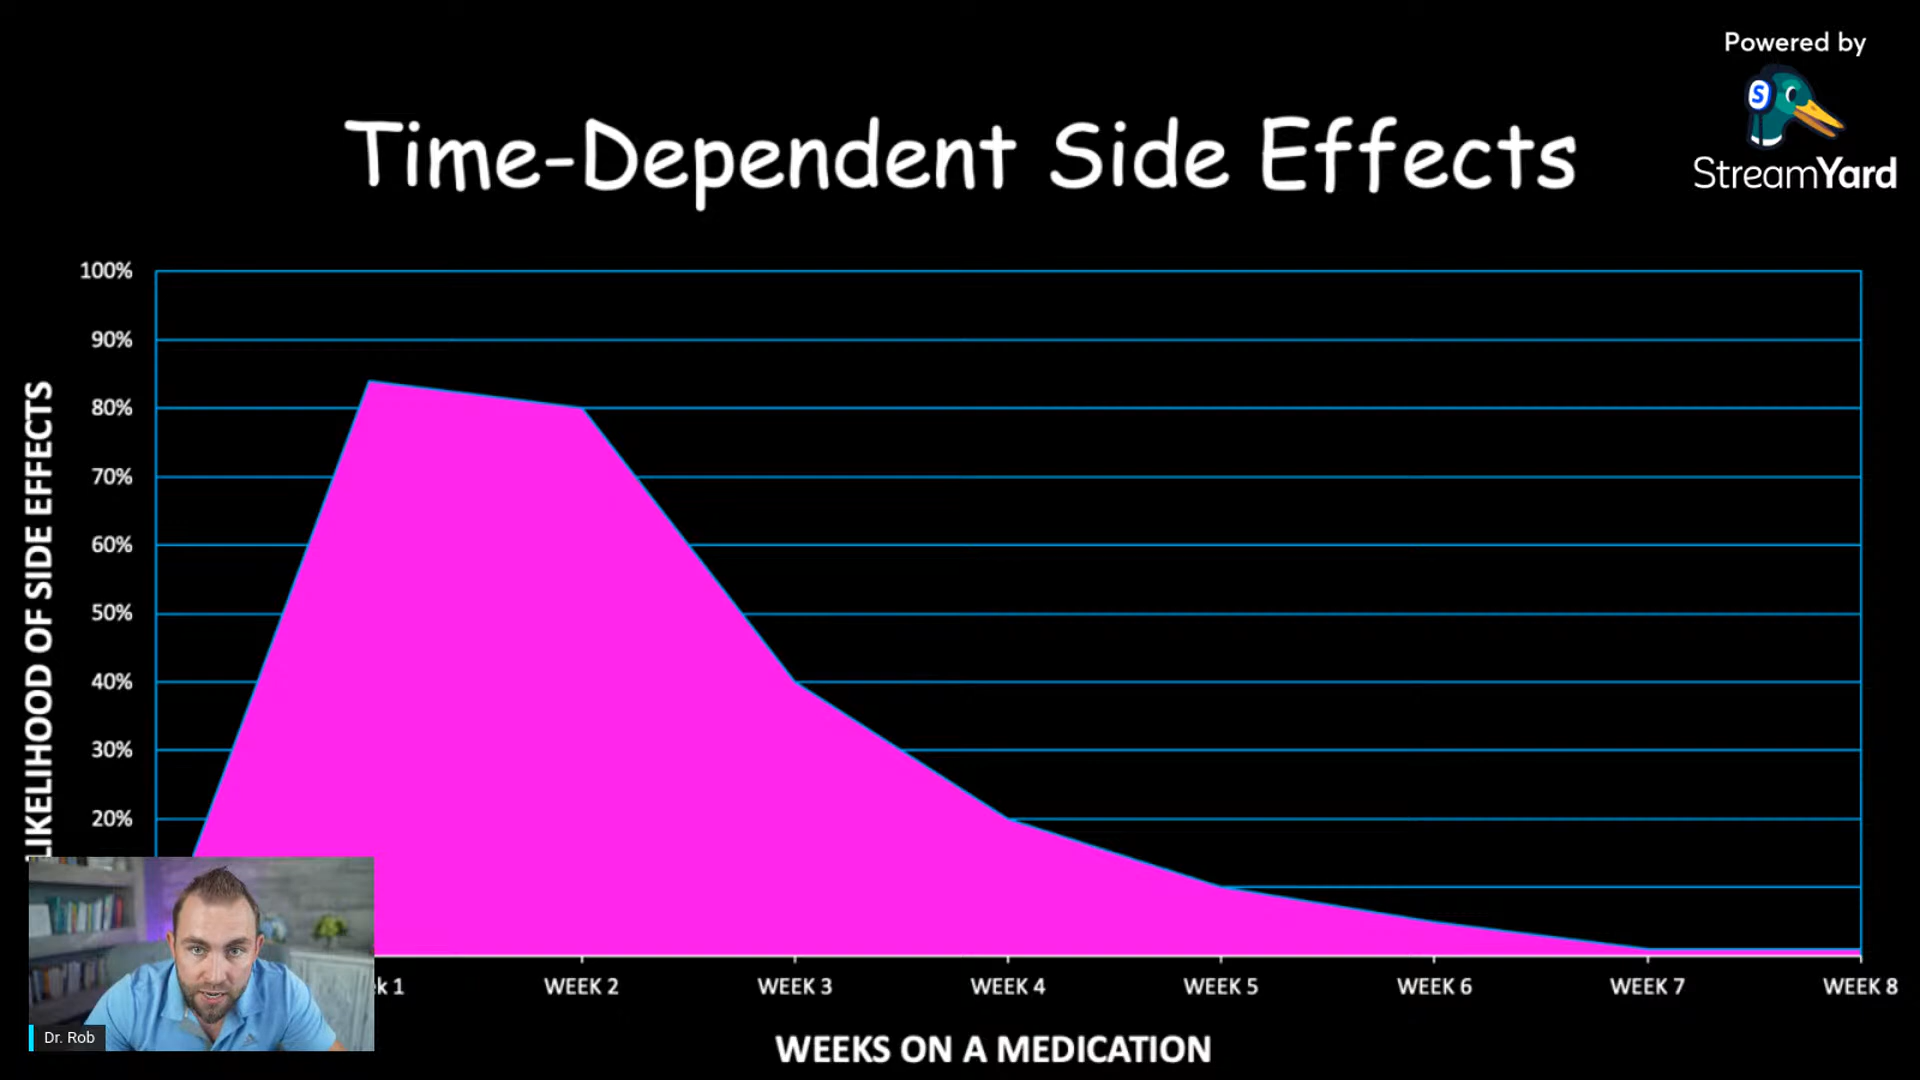 Powered by
StreamYard
Time-Dependent Side Effects
100%
90%
80%
70%
60%
50%
40%
30%
20%
LIKELIHOOD OF SIDE EFFECTS
k 1
WEEK 2
WEEK 3
WEEK 4
WEEK 5
WEEK 6
WEEK 7
WEEK 8
WEEKS ON A MEDICATION
Dr. Rob